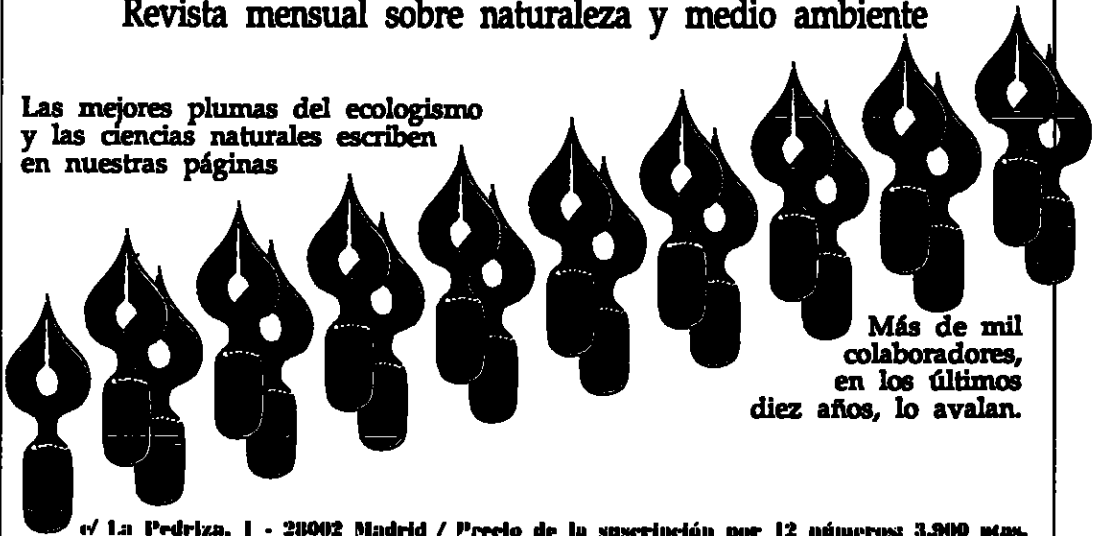 Revista mensual sobre naturaleza y medio ambiente
Las mejores plumas del ecologismo
y las ciencias naturales escriben
en nuestras páginas
Más de mil
colaboradores,
en los últimos
diez años, lo avalan.
c/ La Pedriza, 1 - 28002 Madrid / Precio de la suscripción por 12 números: 3.900 ptas.